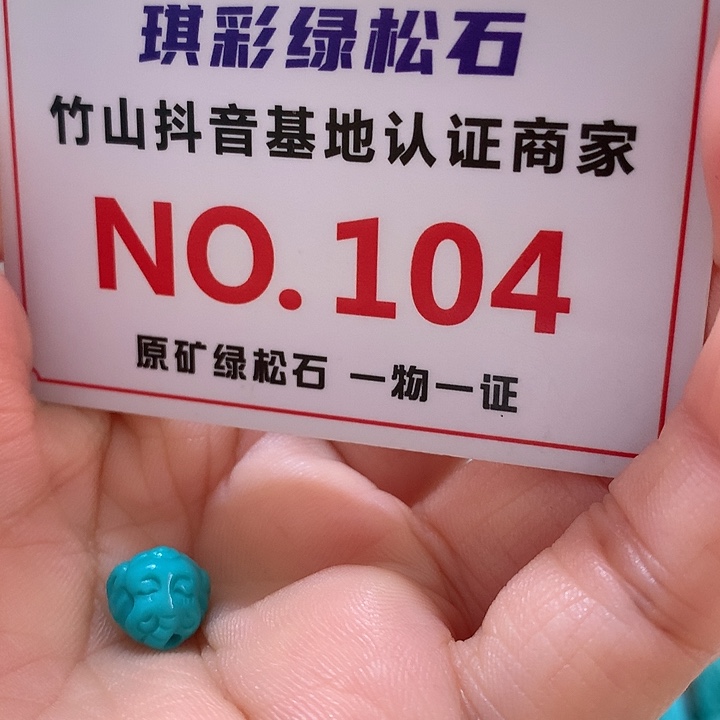 琪彩绿松石
竹山抖音基地认证商家
NO.104
原矿绿松石 一物一证